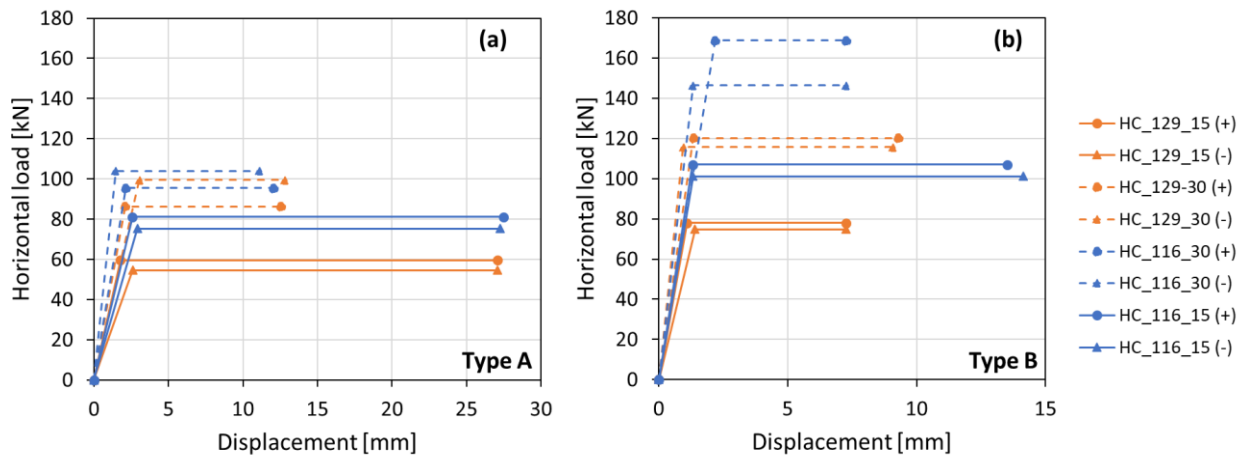 (a)
Horizontal load [kN]
180
160
140
120
100
80
60
40
20
0
0 5 10 15 20 25 30
Type A
Displacement [mm]
(b)
Horizontal load [kN]
180
160
140
120
100
80
60
40
20
0
0 5 10 15
Type B
Displacement [mm]
HC_129_15 (+)
HC_129_15 (-)
HC_129-30 (+)
HC_129_30 (-)
HC_116_30 (+)
HC_116_30 (-)
HC_116_15 (+)
HC_116_15 (-)